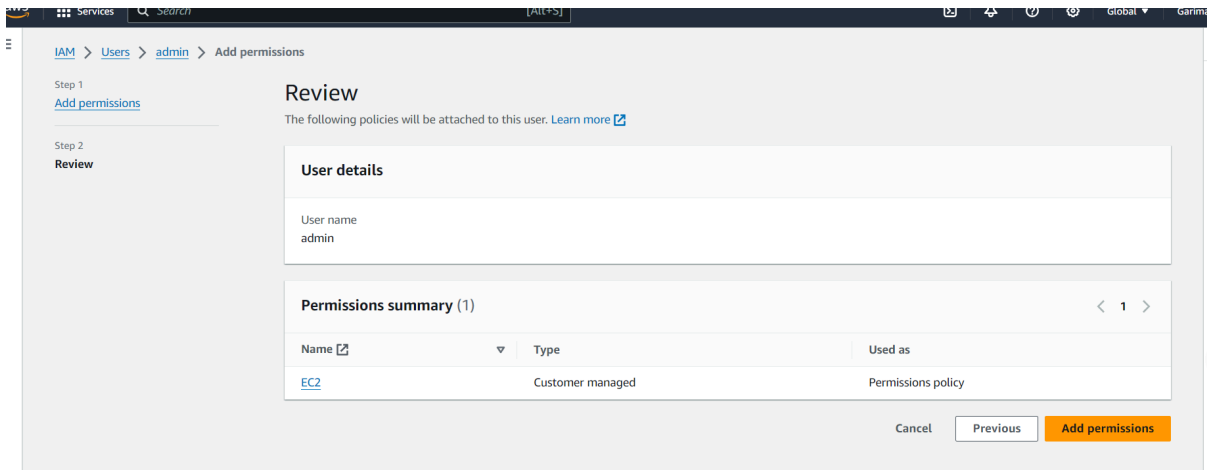 aws Services Search [Alt+S] Global Garima
IAM > Users > admin > Add permissions
Step 1
Add permissions
Step 2
Review
Review
The following policies will be attached to this user. Learn more
User details
User name
admin
Permissions summary (1)
< 1 >
Name Type Used as
EC2 Customer managed Permissions policy
Cancel Previous Add permissions